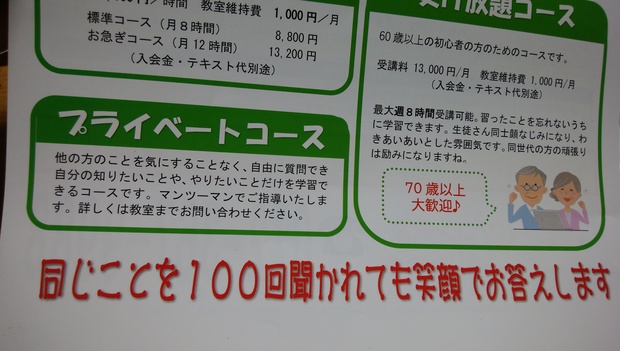 円／時間 教室維持費 1,000円／月
標準コース（月８時間） 8,800円
お急ぎコース（月12時間） 13,200円
（入会金・テキスト代別途）
プライベートコース
他の方のことを気にすることなく、自由に質問でき
自分の知りたいことや、やりたいことだけを学習で
きるコースです。マンツーマンでご指導いたしま
す。詳しくは教室までお問い合わせください。
放題コース
60歳以上の初心者の方のためのコースです。
受講料 13,000円/月 教室維持費 1,000円/月
（入会金・テキスト代別途）
最大週８時間受講可能。習ったことを忘れないうち
に学習できます。生徒さん同士顔なじみになり、わ
きあいあいとした雰囲気です。同世代の方の頑張り
は励みになりますね。
70歳以上
大歓迎♪
同じことを１００回聞かれても笑顔でお答えします